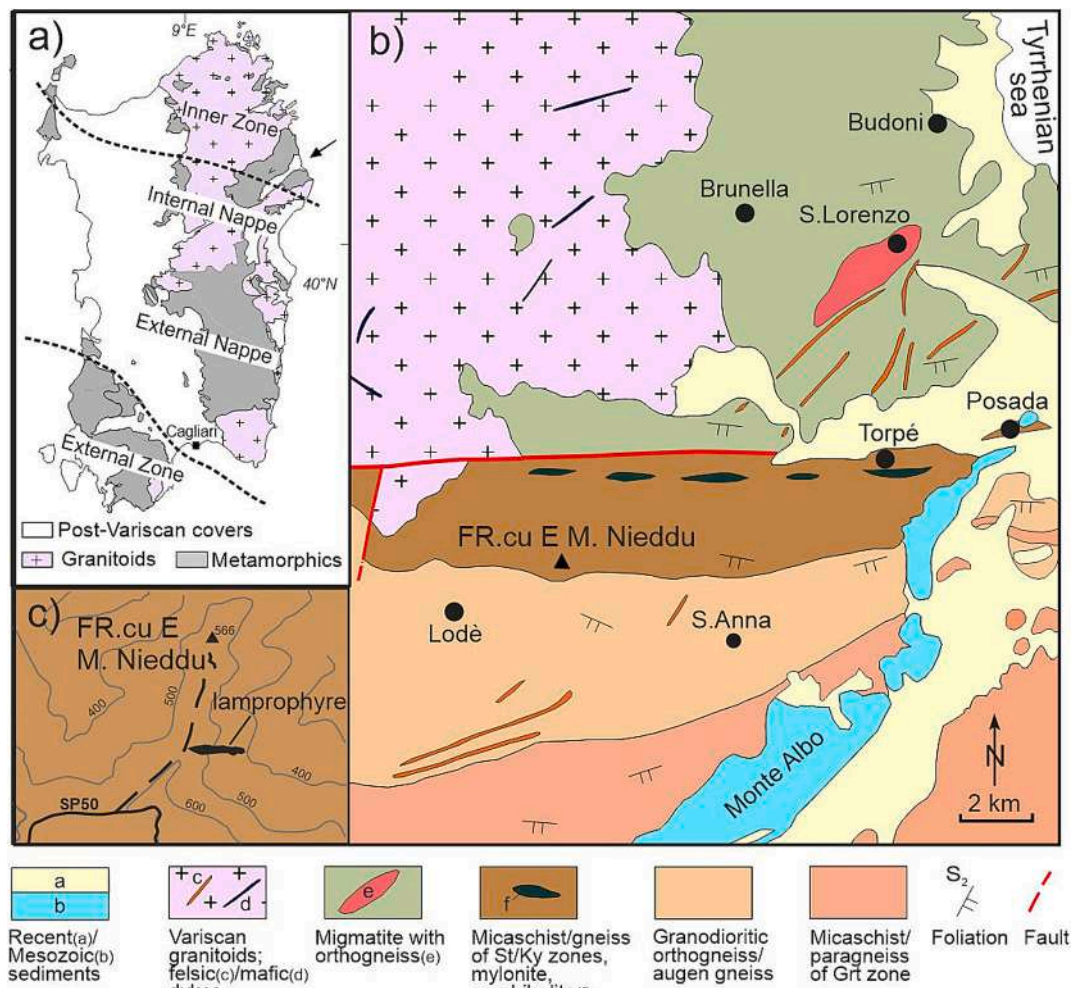 a)
9°E
Inner Zone
Internal Nappe
40°N
External Nappe
Cagliari
External Zone
Post-Variscan covers
Granitoids
Metamorphics
b)
Tyrrhenian
sea
Budoni
Brunella
S.Lorenzo
Posada
Torpé
FR.cu E M. Nieddu
Lodè
S.Anna
Monte Albo
N
2 km
c)
FR.cu E
M. Nieddu
566
500
400
lamprophyre
400
500
600
SP50
a
b
Recent(a)/
Mesozoic(b)
sediments
c
d
Variscan
granitoids;
felsic(c)/mafic(d)
e
Migmatite with
orthogneiss(e)
f
Micaschist/gneiss
of St/Ky zones,
mylonite,
Granodioritic
orthogneiss/
augen gneiss
Micaschist/
paragneiss
of Grt zone
S2
Foliation
Fault